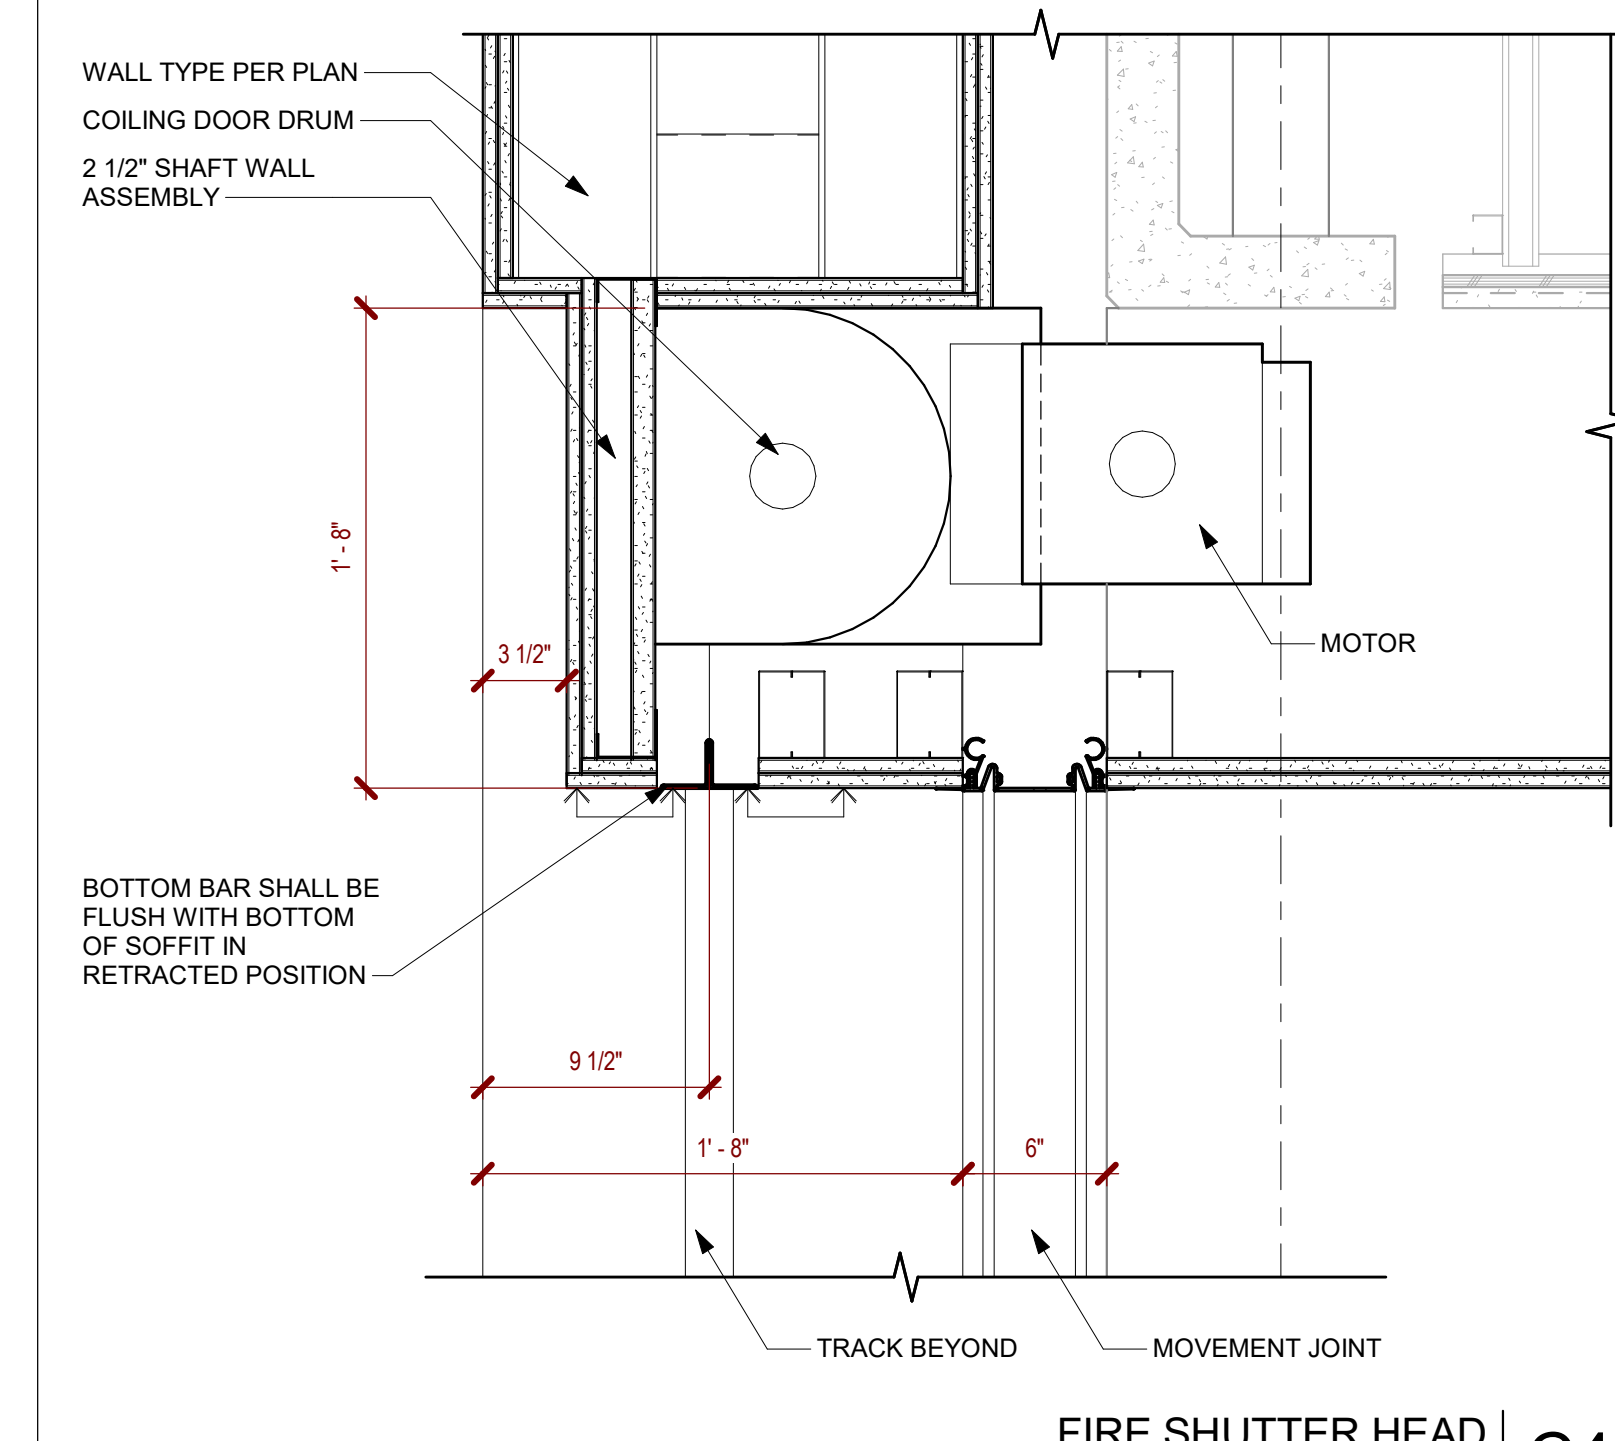 WALL TYPE PER PLAN
COILING DOOR DRUM
2 1/2" SHAFT WALL
ASSEMBLY
1' - 8"
3 1/2"
MOTOR
BOTTOM BAR SHALL BE
FLUSH WITH BOTTOM
OF SOFFIT IN
RETRACTED POSITION
9 1/2"
1' - 8"
6"
TRACK BEYOND
MOVEMENT JOINT
FIRE SHUTTER HEAD